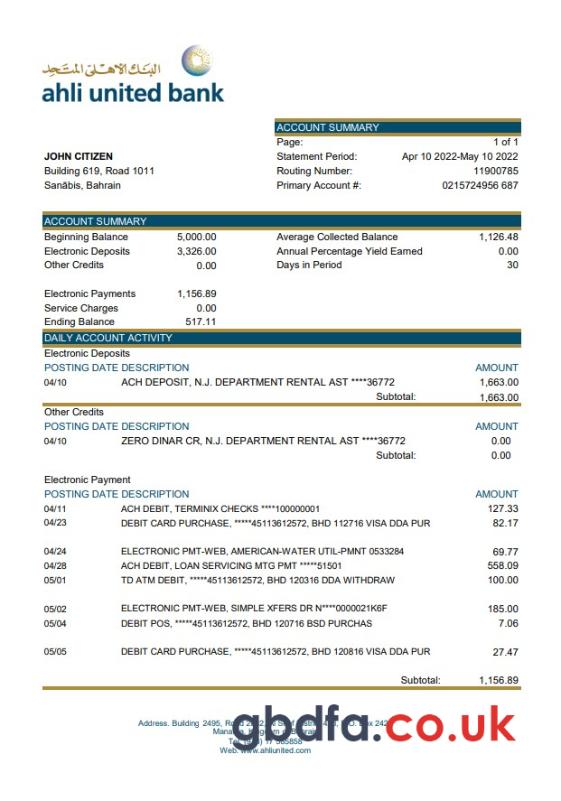 البنك الأهلي المتحد
ahli united bank
ACCOUNT SUMMARY
Page: 1 of 1
JOHN CITIZEN Statement Period: Apr 10 2022-May 10 2022
Building 619, Road 1011 Routing Number: 11900785
Sanābis, Bahrain Primary Account #: 0215724956 687
ACCOUNT SUMMARY
Beginning Balance 5,000.00 Average Collected Balance 1,126.48
Electronic Deposits 3,326.00 Annual Percentage Yield Earned 0.00
Other Credits 0.00 Days in Period 30
Electronic Payments 1,156.89
Service Charges 0.00
Ending Balance 517.11
DAILY ACCOUNT ACTIVITY
Electronic Deposits
POSTING DATE DESCRIPTION AMOUNT
04/10 ACH DEPOSIT, N.J. DEPARTMENT RENTAL AST ****36772 1,663.00
Subtotal: 1,663.00
Other Credits
POSTING DATE DESCRIPTION AMOUNT
04/10 ZERO DINAR CR, N.J. DEPARTMENT RENTAL AST ****36772 0.00
Subtotal: 0.00
Electronic Payment
POSTING DATE DESCRIPTION AMOUNT
04/11 ACH DEBIT, TERMINIX CHECKS ****100000001 127.33
04/23 DEBIT CARD PURCHASE, *****45113612572, BHD 112716 VISA DDA PUR 82.17
04/24 ELECTRONIC PMT-WEB, AMERICAN-WATER UTIL-PMNT 0533284 69.77
04/28 ACH DEBIT, LOAN SERVICING MTG PMT *****51501 558.09
05/01 TD ATM DEBIT, *****45113612572, BHD 120316 DDA WITHDRAW 100.00
05/02 ELECTRONIC PMT-WEB, SIMPLE XFERS DR N****0000021K6F 185.00
05/04 DEBIT POS, *****45113612572, BHD 120716 BSD PURCHAS 7.06
05/05 DEBIT CARD PURCHASE, *****45113612572, BHD 120816 VISA DDA PUR 27.47
Subtotal: 1,156.89
Address. Building 2495,
Web: www.ahliunited.com
gbdfa.co.uk